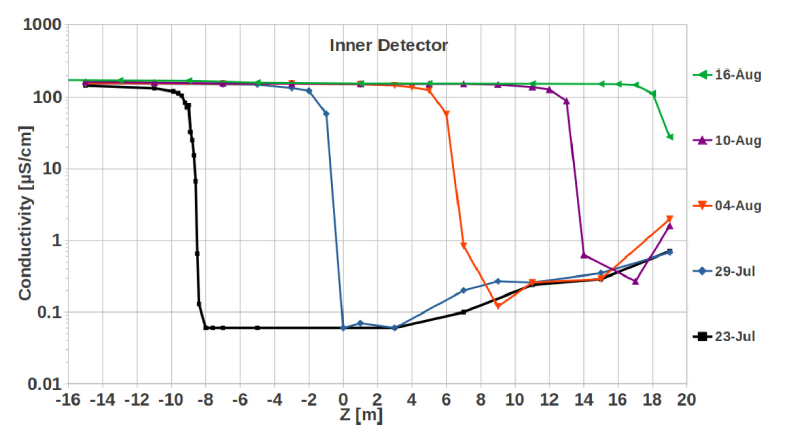 Inner Detector
Conductivity [µS/cm]
1000
100
10
1
0.1
0.01
-16 -14 -12 -10 -8 -6 -4 -2 0 2 4 6 8 10 12 14 16 18 20
Z [m]
16-Aug
10-Aug
04-Aug
29-Jul
23-Jul